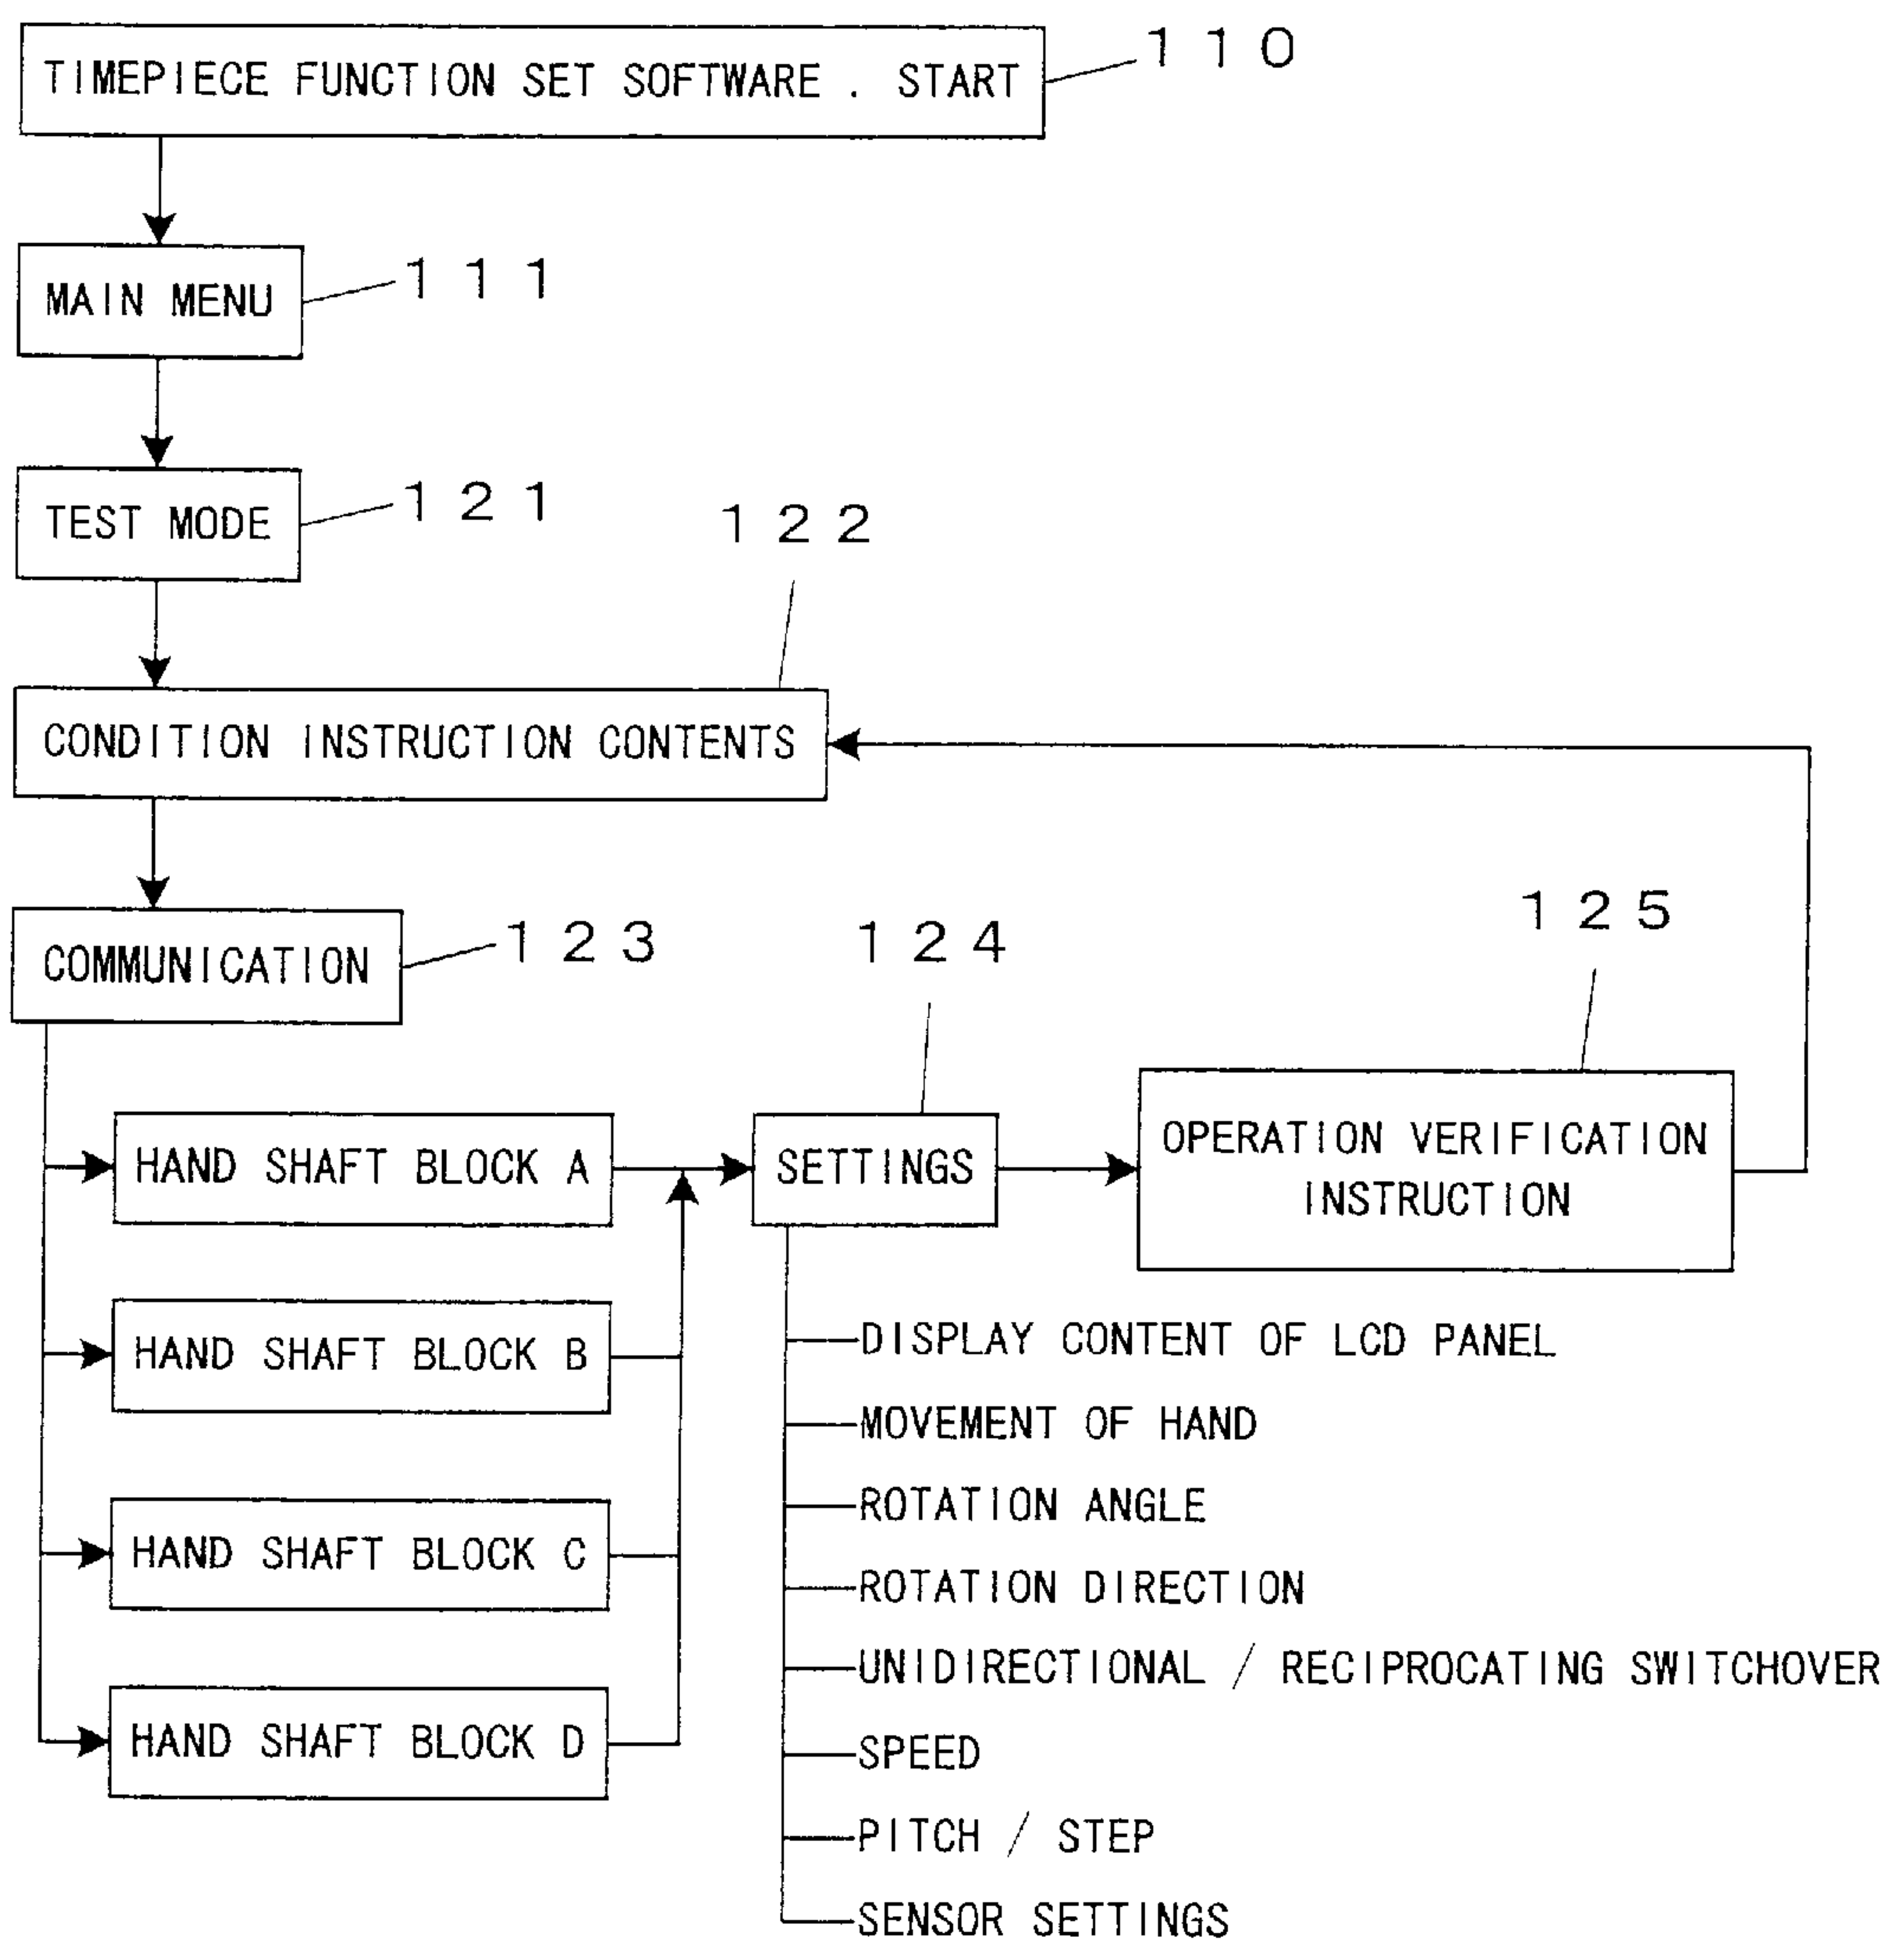 TIMEPIECE FUNCTION SET SOFTWARE . START
110
MAIN MENU
111
TEST MODE
121
122
CONDITION INSTRUCTION CONTENTS
COMMUNICATION
123
124
125
HAND SHAFT BLOCK A
SETTINGS
OPERATION VERIFICATION
INSTRUCTION
HAND SHAFT BLOCK B
HAND SHAFT BLOCK C
HAND SHAFT BLOCK D
DISPLAY CONTENT OF LCD PANEL
MOVEMENT OF HAND
ROTATION ANGLE
ROTATION DIRECTION
UNIDIRECTIONAL / RECIPROCATING SWITCHOVER
SPEED
PITCH / STEP
SENSOR SETTINGS